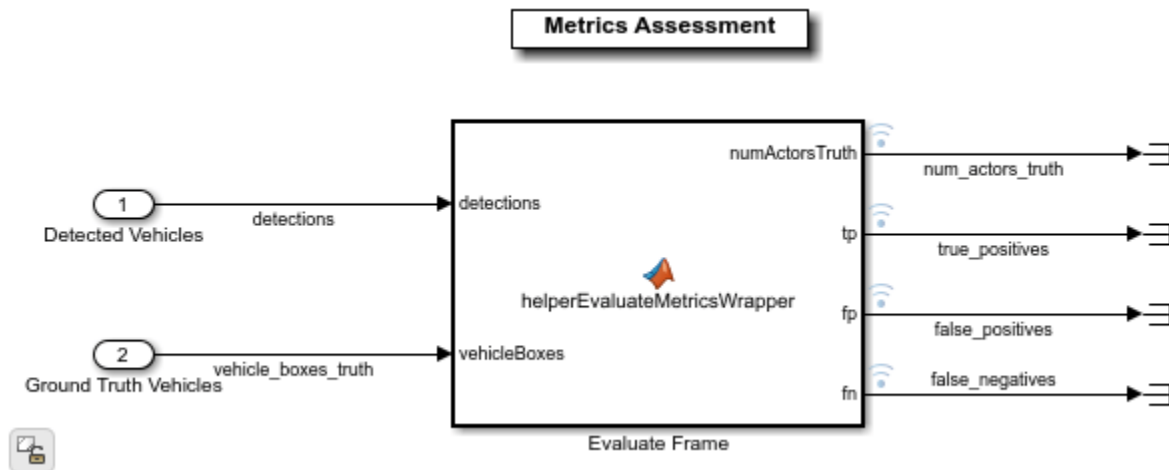 Metrics Assessment
numActorsTruth
num_actors_truth
1
detections
detections
Detected Vehicles
tp
true_positives
helperEvaluateMetricsWrapper
fp
false_positives
2
vehicleBoxes
vehicle_boxes_truth
Ground Truth Vehicles
fn
false_negatives
Evaluate Frame